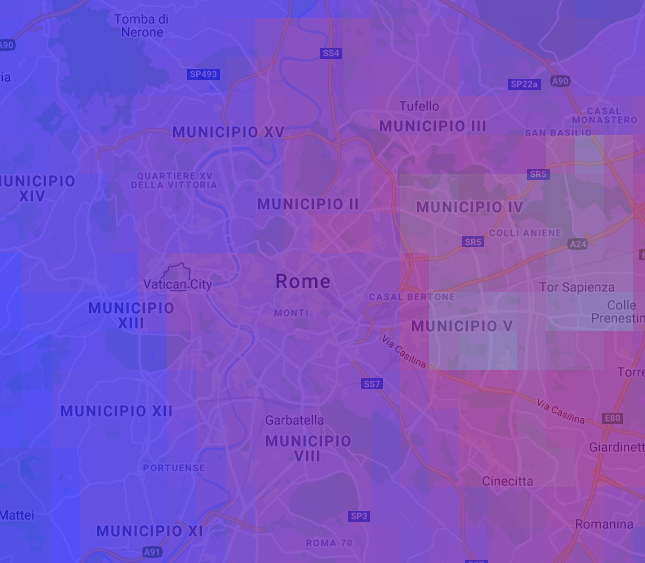 Tomba di
Nerone
A90
SS4
SP493
SP22a
A90
Tufello
CASAL
MONASTERO
MUNICIPIO XV
MUNICIPIO III
SAN BASILIO
QUARTIERE XV
DELLA VITTORIA
SR5
MUNICIPIO
XIV
MUNICIPIO II
MUNICIPIO IV
COLLI ANIENE
SR5
A24
Rome
Vatican City
Tor Sapienza
CASAL BERTONE
Colle
MUNICIPIO
XIII
MONTI
MUNICIPIO V
Via Casilina
SS7
MUNICIPIO XII
Via Casilina
E80
Garbatella
MUNICIPIO
VIII
PORTUENSE
Cinecitta
Mattei
SP3
Romanina
MUNICIPIO XI
ROMA 70
A91